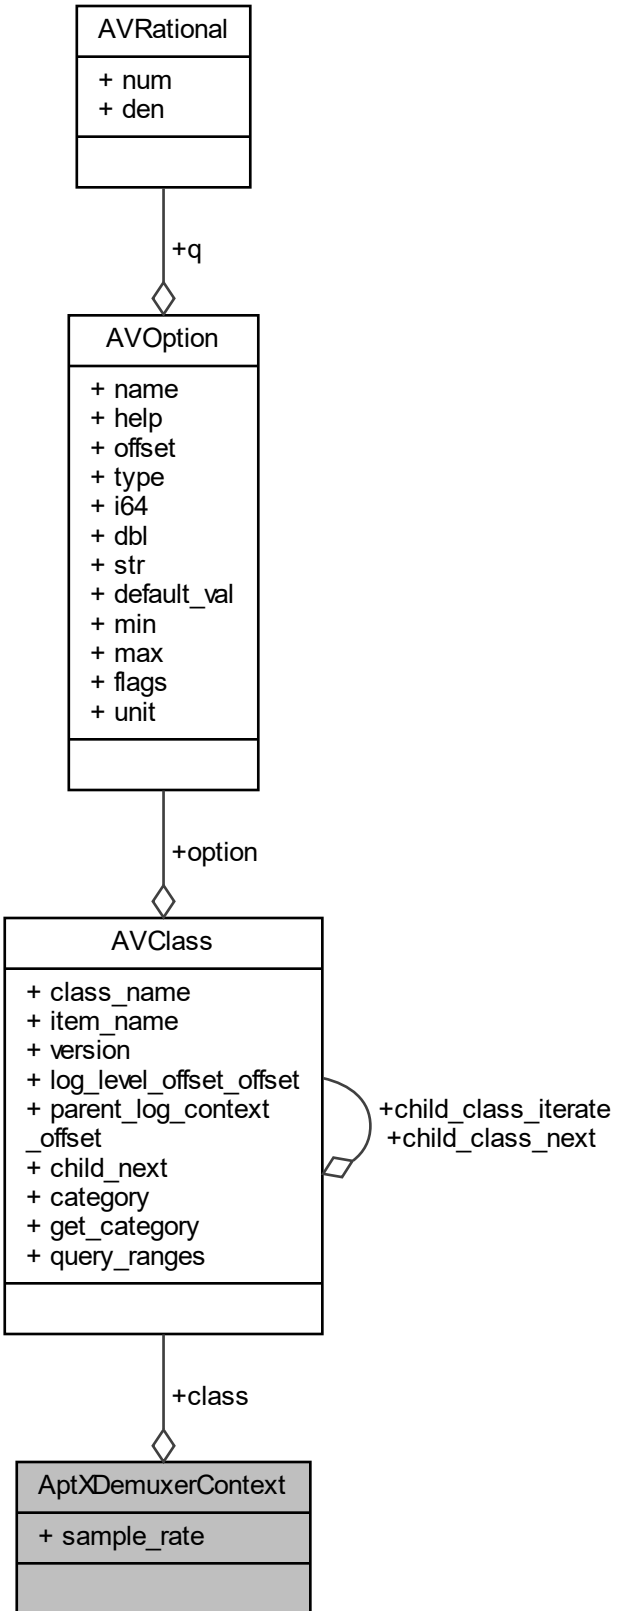 AVRational
+ num
+ den
+q
AVOption
+ name
+ help
+ offset
+ type
+ i64
+ dbl
+ str
+ default_val
+ min
+ max
+ flags
+ unit
+option
AVClass
+ class_name
+ item_name
+ version
+ log_level_offset_offset
+ parent_log_context
_offset
+ child_next
+ category
+ get_category
+ query_ranges
+child_class_iterate
+child_class_next
+class
AptXDemuxerContext
+ sample_rate